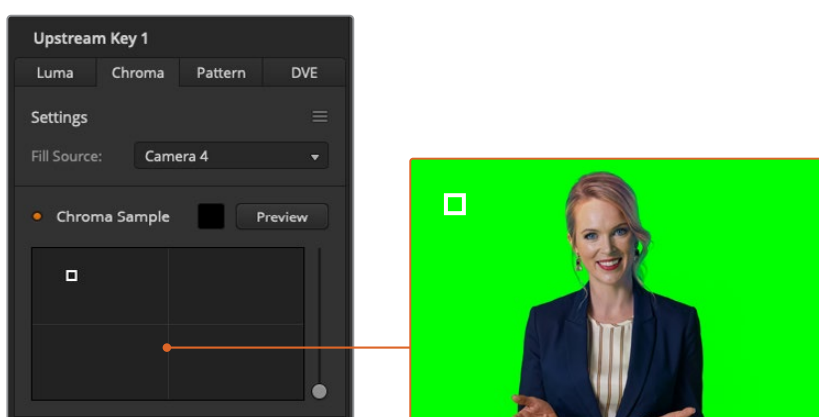 Upstream Key 1
Luma Chroma Pattern DVE
Settings
Fill Source: Camera 4
Chroma Sample Preview